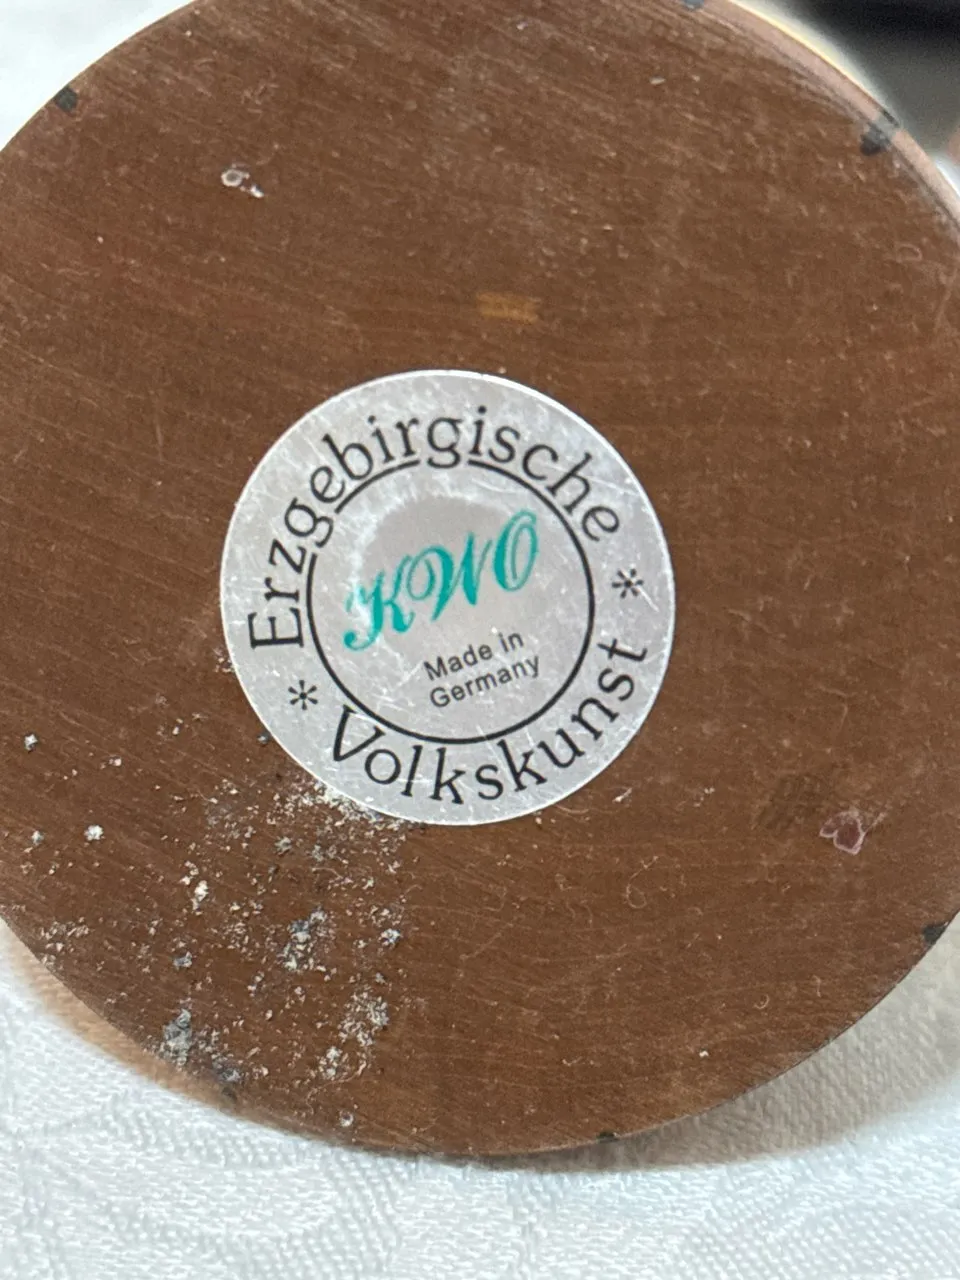 Erzgebirgische
KWO
Made in
Germany
* Volkskunst *